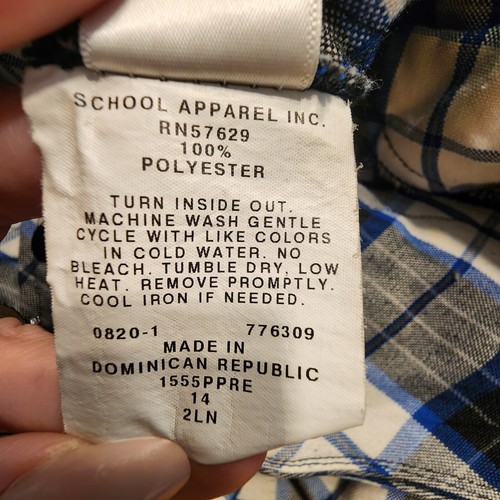 SCHOOL APPAREL INC.
RN57629
100%
POLYESTER
TURN INSIDE OUT.
MACHINE WASH GENTLE
CYCLE WITH LIKE COLORS
IN COLD WATER. NO
BLEACH. TUMBLE DRY, LOW
HEAT. REMOVE PROMPTLY.
COOL IRON IF NEEDED.
0820-1 776309
MADE IN
DOMINICAN REPUBLIC
1555PPRE
14
2LN